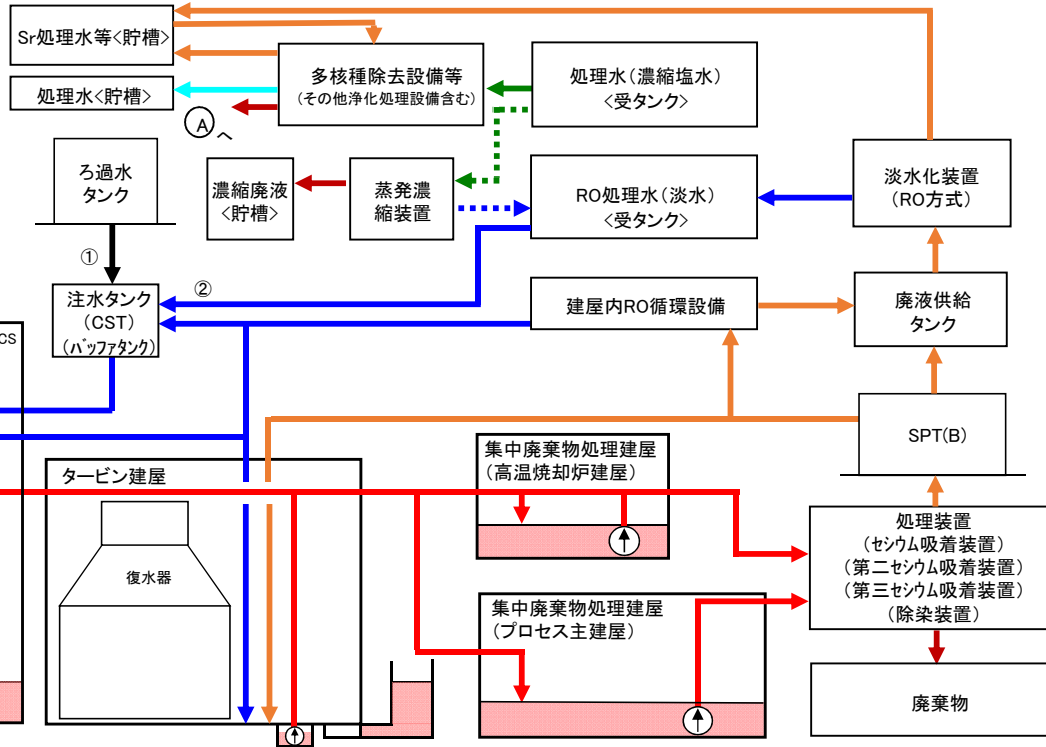 Sr処理水等<貯槽>
処理水<貯槽>
多核種除去設備等
(その他浄化処理設備含む)
処理水(濃縮塩水)
<受タンク>
A
へ
ろ過水
タンク
濃縮廃液
<貯槽>
蒸発濃
縮装置
RO処理水(淡水)
<受タンク>
淡水化装置
(RO方式)
①
②
注水タンク
(CST)
(バッファタンク)
建屋内RO循環設備
廃液供給
タンク
CS
SPT(B)
タービン建屋
復水器
集中廃棄物処理建屋
(高温焼却炉建屋)
集中廃棄物処理建屋
(プロセス主建屋)
処理装置
(セシウム吸着装置)
(第二セシウム吸着装置)
(第三セシウム吸着装置)
(除染装置)
廃棄物